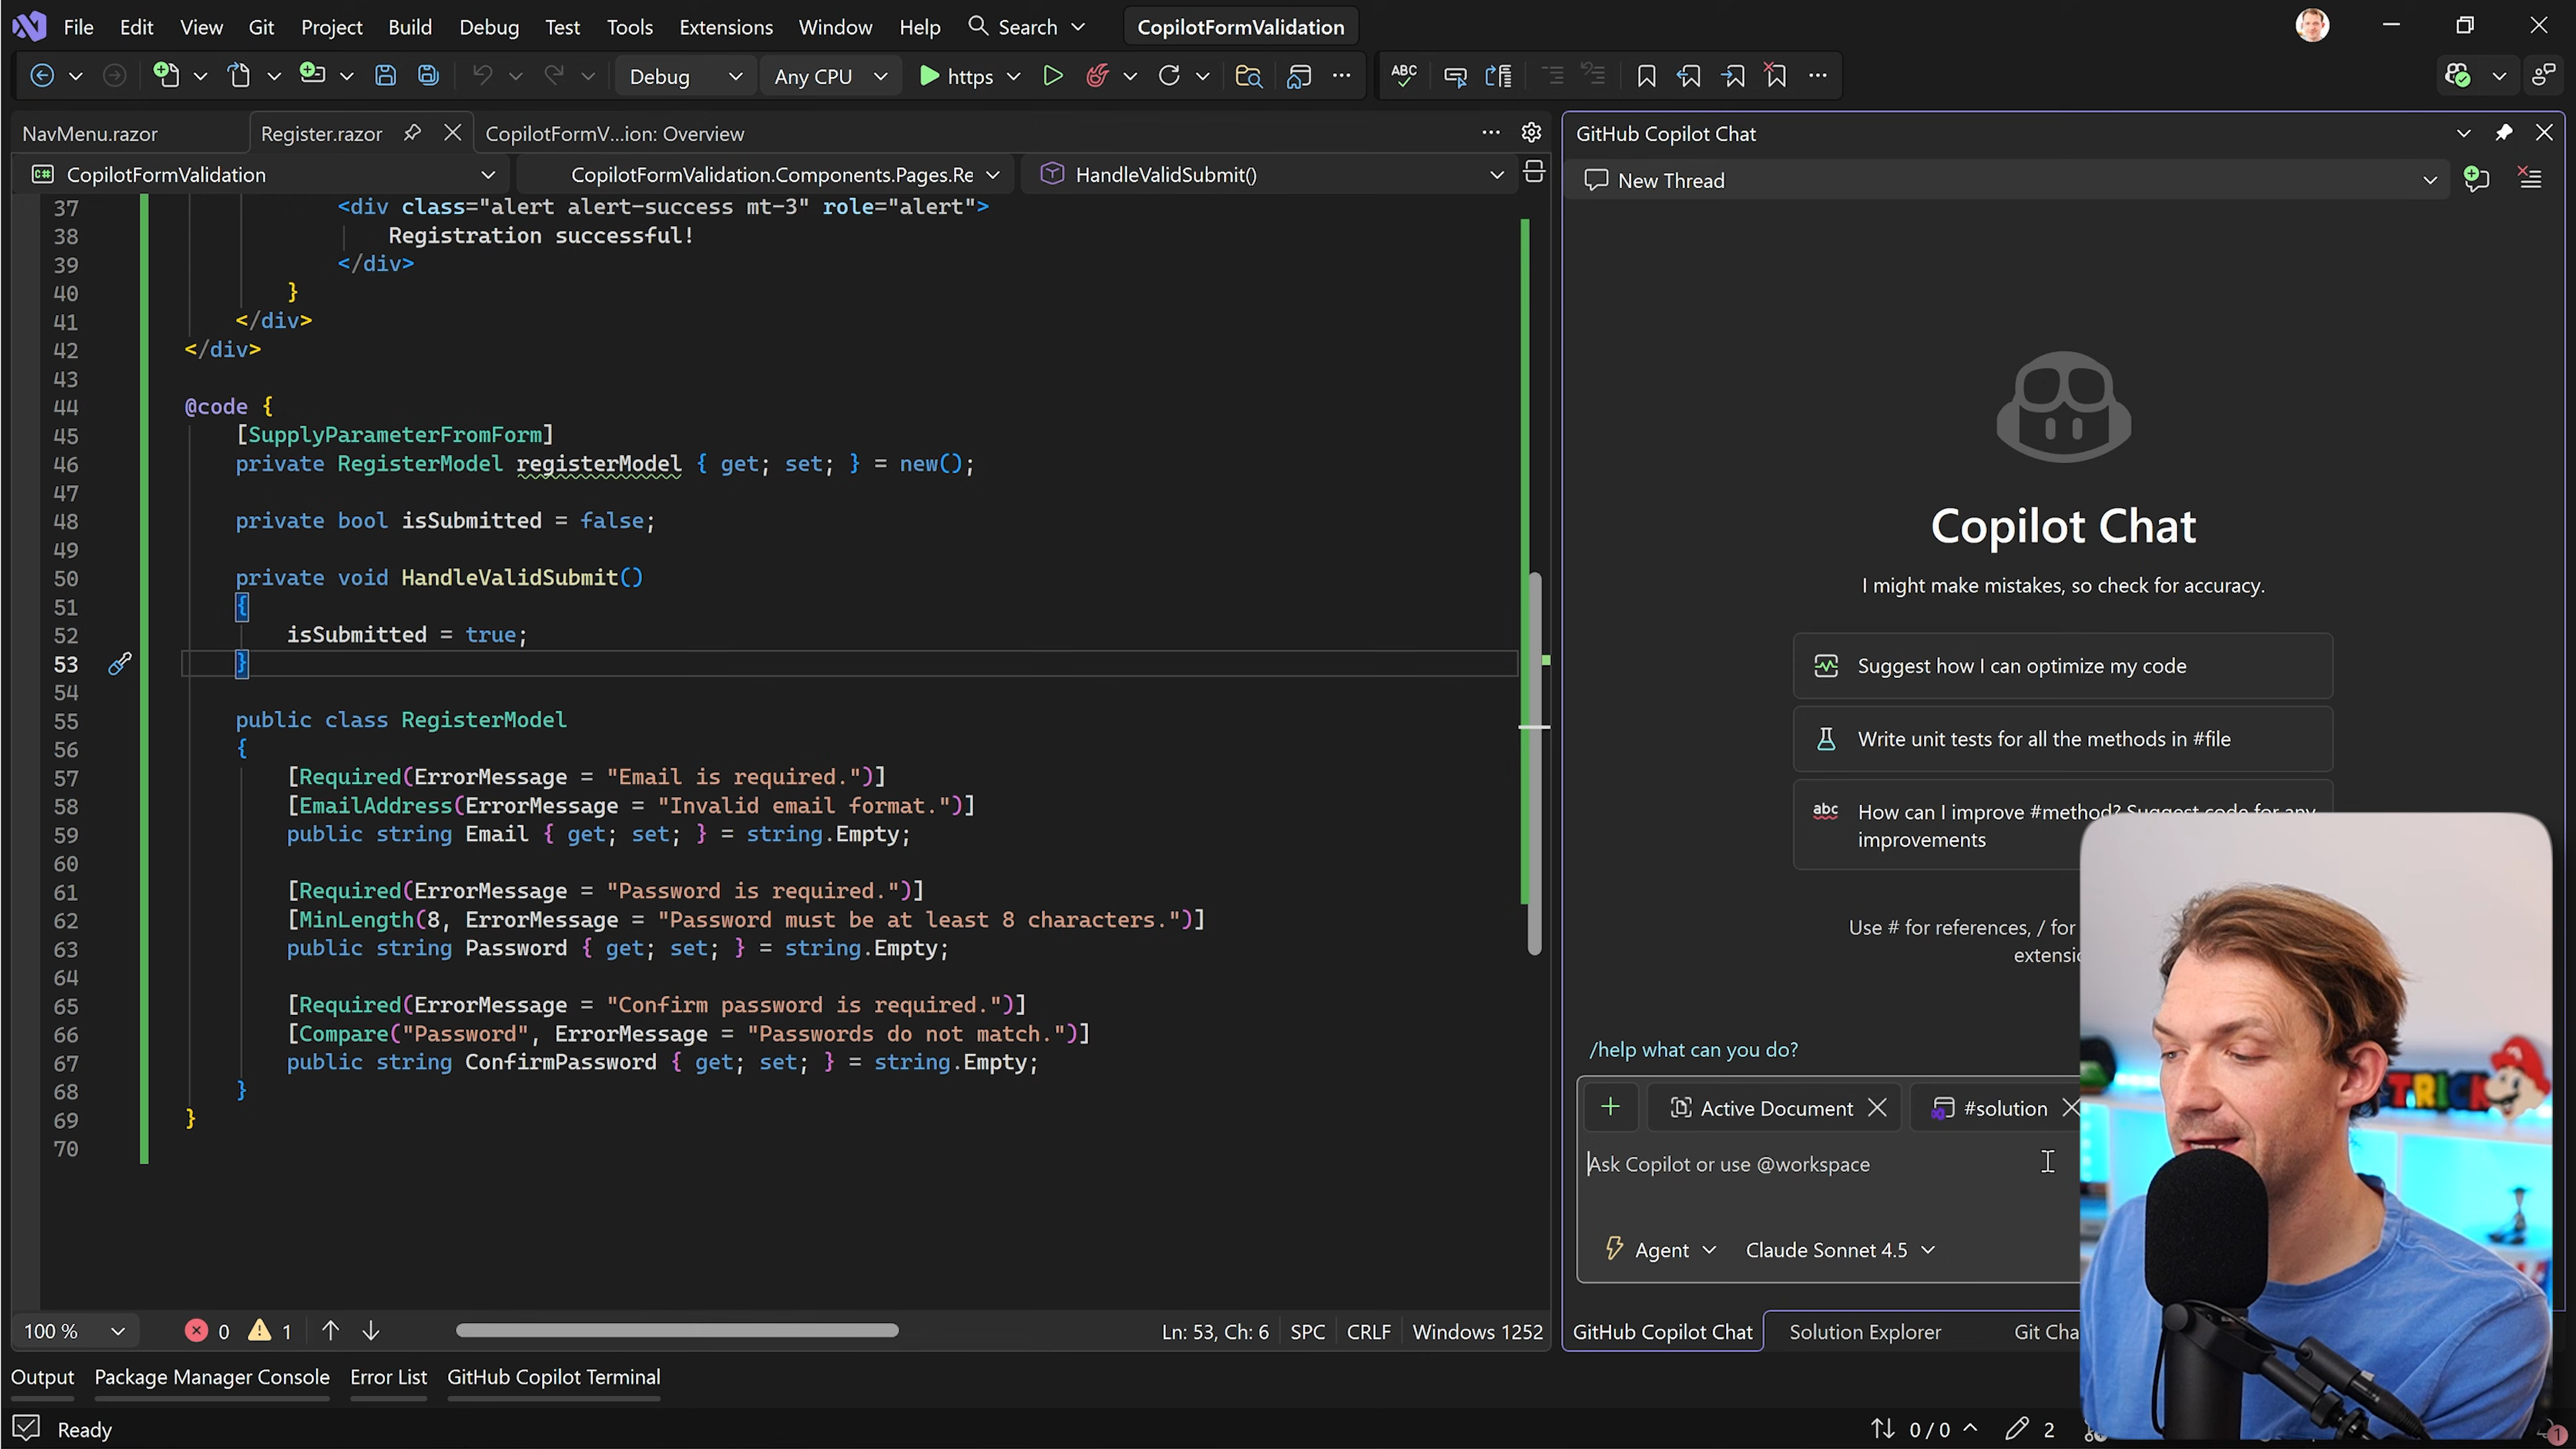 File Edit View Git Project Build Debug Test Tools Extensions Window Help Search CopilotFormValidation
Debug Any CPU https
NavMenu.razor Register.razor CopilotFormV...ion: Overview
CopilotFormValidation CopilotFormValidation.Components.Pages.Re HandleValidSubmit()
37 <div class="alert alert-success mt-3" role="alert">
38 Registration successful!
39 </div>
40 }
41 </div>
42 </div>
43
44 @code {
45 [SupplyParameterFromForm]
46 private RegisterModel registerModel { get; set; } = new();
47
48 private bool isSubmitted = false;
49
50 private void HandleValidSubmit()
51 {
52 isSubmitted = true;
53 }
54
55 public class RegisterModel
56 {
57 [Required(ErrorMessage = "Email is required.")]
58 [EmailAddress(ErrorMessage = "Invalid email format.")]
59 public string Email { get; set; } = string.Empty;
60
61 [Required(ErrorMessage = "Password is required.")]
62 [MinLength(8, ErrorMessage = "Password must be at least 8 characters.")]
63 public string Password { get; set; } = string.Empty;
64
65 [Required(ErrorMessage = "Confirm password is required.")]
66 [Compare("Password", ErrorMessage = "Passwords do not match.")]
67 public string ConfirmPassword { get; set; } = string.Empty;
68 }
69 }
70
100 % 0 1 Ln: 53, Ch: 6 SPC CRLF Windows 1252
GitHub Copilot Chat
New Thread
Copilot Chat
I might make mistakes, so check for accuracy.
Suggest how I can optimize my code
Write unit tests for all the methods in #file
abc How can I improve #method? Suggest code for any
improvements
Use # for references, / for
/help what can you do?
Active Document #solution
Ask Copilot or use @workspace
Agent Claude Sonnet 4.5
GitHub Copilot Chat Solution Explorer Git Cha
TRICK
Output Package Manager Console Error List GitHub Copilot Terminal
Ready 0 / 0 2 1